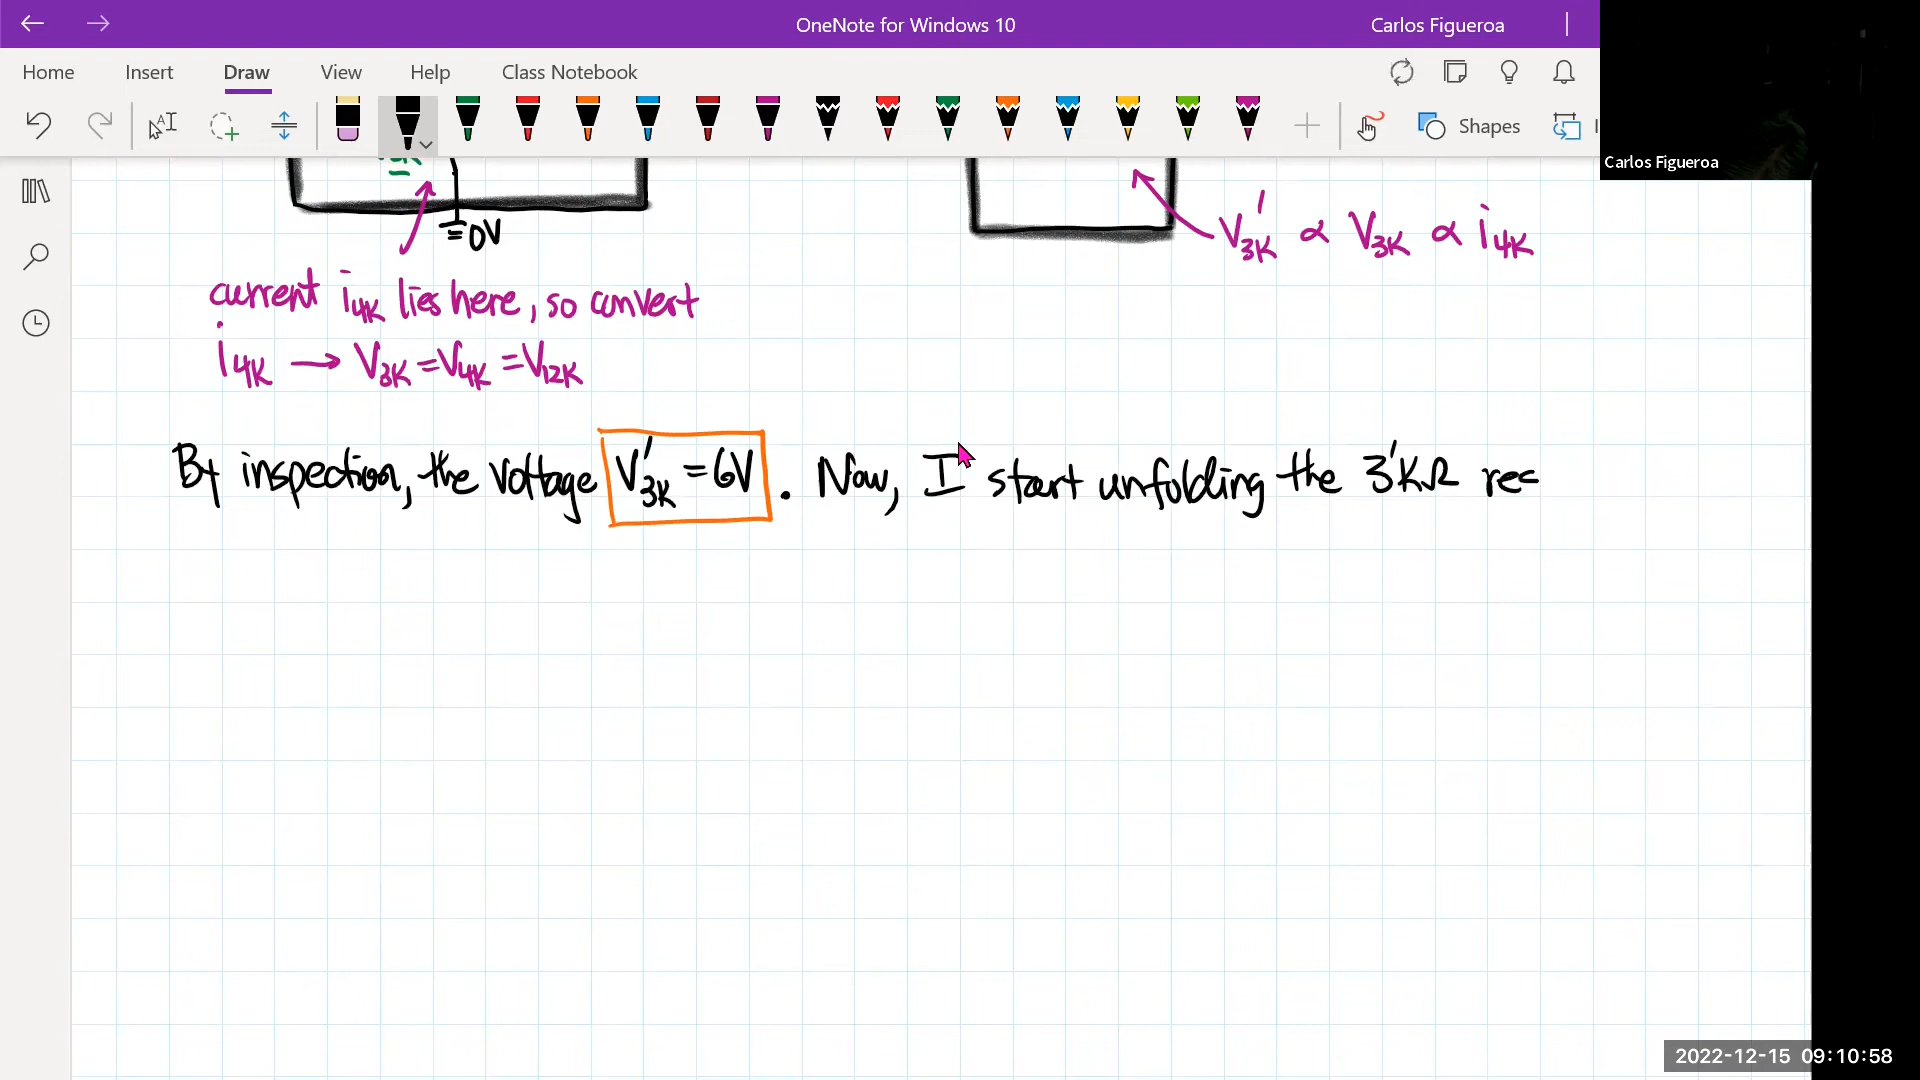 OneNote for Windows 10
Carlos Figueroa
Home Insert Draw View Help Class Notebook
Shapes
Carlos Figueroa
0V
V'3K ∝ V3K ∝ i4K
current i4K lies here, so convert
i4K → V3K = V4K = V12K
By inspection, the voltage V'3K = 6V . Now, I start unfolding the 3'KΩ res
2022-12-15 09:10:58